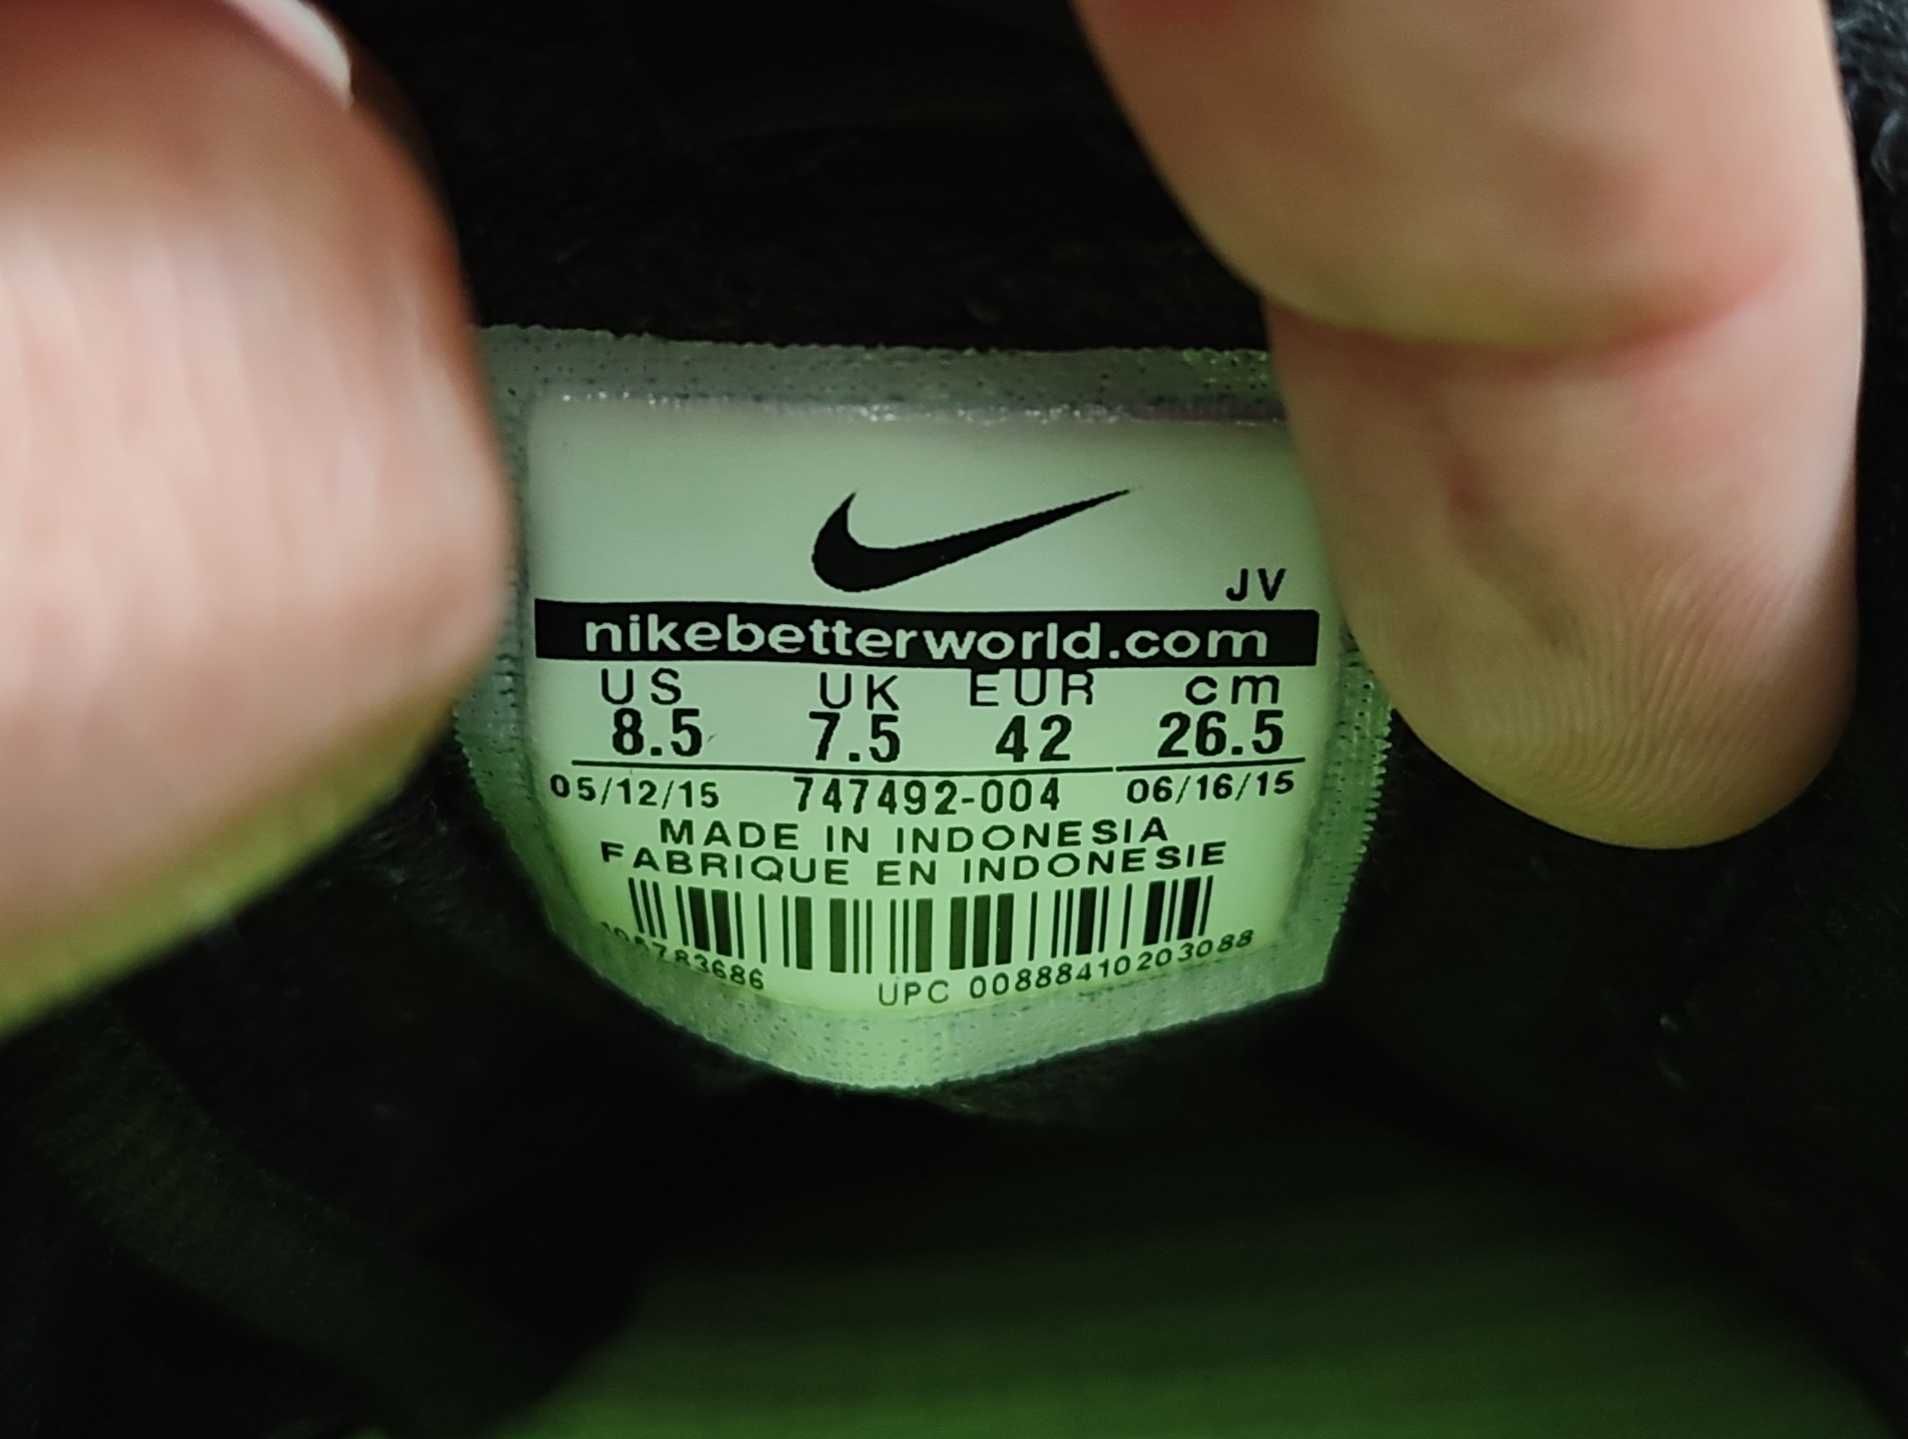 JV
nikebetterworld.com
US UK EUR cm
8.5 7.5 42 26.5
05/12/15 747492-004 06/16/15
MADE IN INDONESIA
FABRIQUE EN INDONESIE
UPC 00888410203088